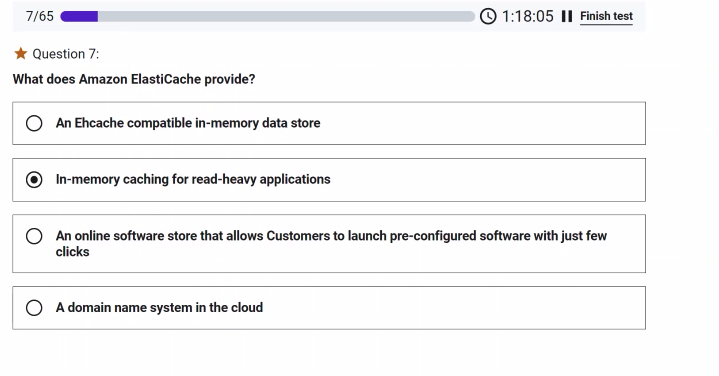 7/65 1:18:05 Finish test
Question 7:
What does Amazon ElastiCache provide?
An Ehcache compatible in-memory data store
In-memory caching for read-heavy applications
An online software store that allows Customers to launch pre-configured software with just few
clicks
A domain name system in the cloud